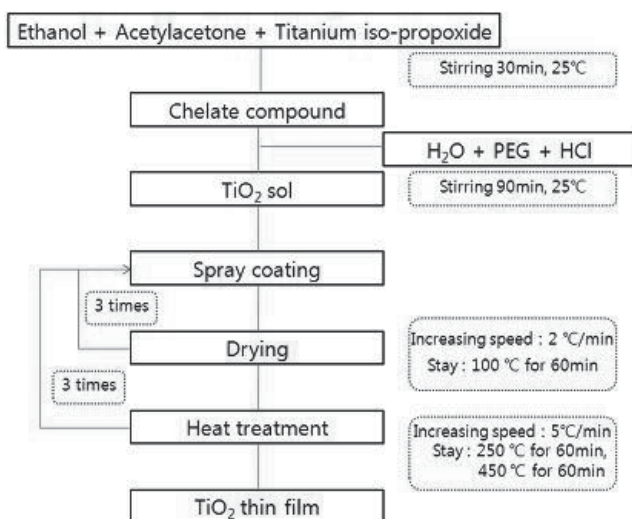 Ethanol + Acetylacetone + Titanium iso-propoxide
Stirring 30min, 25℃
Chelate compound
H₂O + PEG + HCl
TiO₂ sol
Stirring 90min, 25℃
Spray coating
3 times
Drying
Increasing speed : 2 ℃/min
Stay : 100 ℃ for 60min
3 times
Heat treatment
Increasing speed : 5℃/min
Stay : 250 ℃ for 60min,
450 ℃ for 60min
TiO₂ thin film